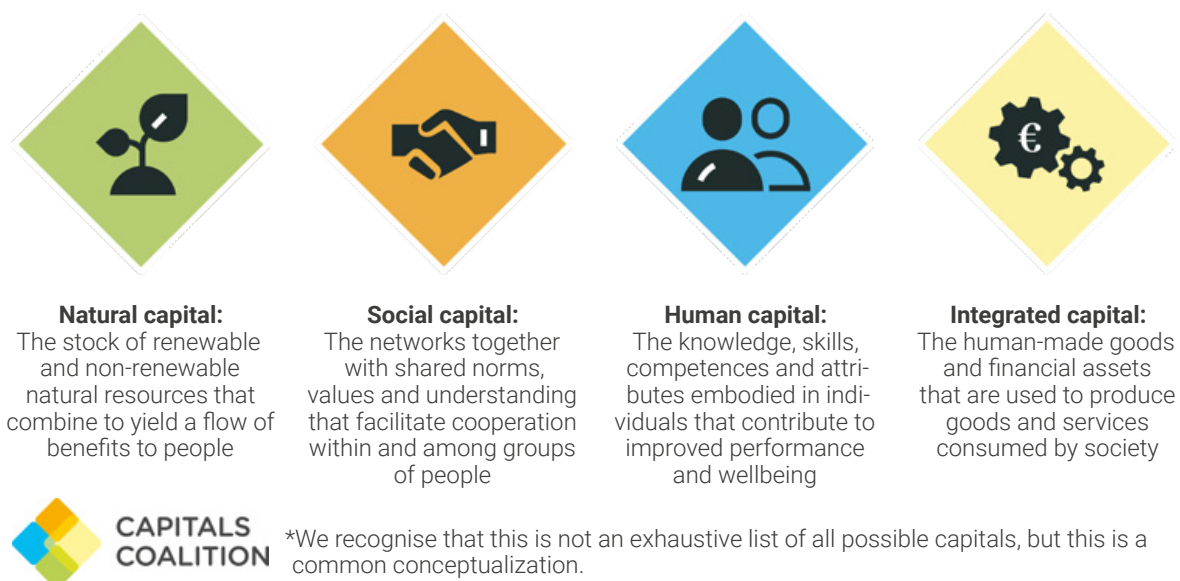 €
Natural capital:
The stock of renewable
and non-renewable
natural resources that
combine to yield a flow of
benefits to people
Social capital:
The networks together
with shared norms,
values and understanding
that facilitate cooperation
within and among groups
of people
Human capital:
The knowledge, skills,
competences and attri-
butes embodied in indi-
viduals that contribute to
improved performance
and wellbeing
Integrated capital:
The human-made goods
and financial assets
that are used to produce
goods and services
consumed by society
CAPITALS
COALITION
*We recognise that this is not an exhaustive list of all possible capitals, but this is a
common conceptualization.